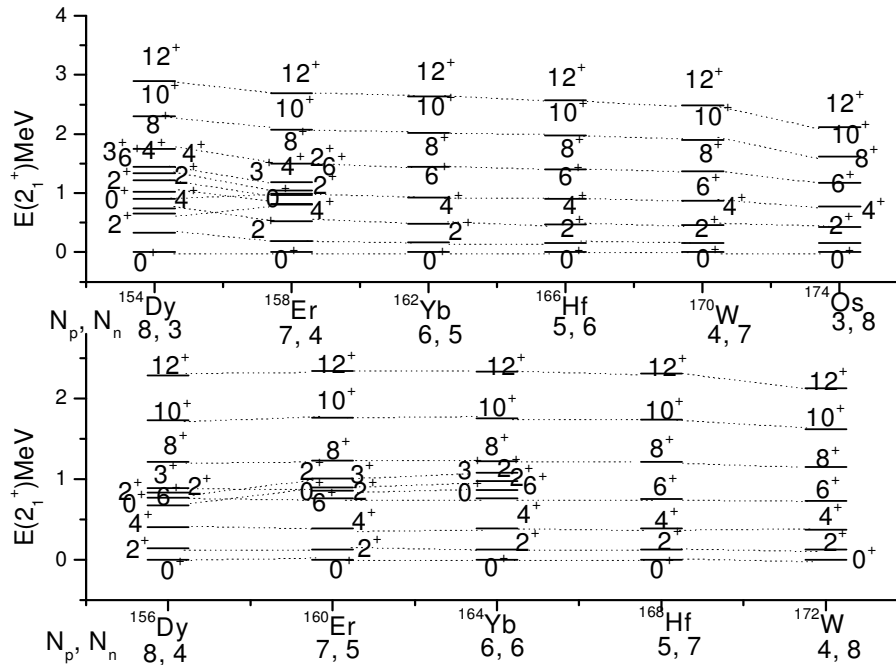 4
12⁺ 12⁺ 12⁺ 12⁺ 12⁺ 12⁺
3
10⁺ 10⁺ 10⁺ 10⁺ 10⁺ 10⁺
2
8⁺ 8⁺ 8⁺ 8⁺ 8⁺ 8⁺
3⁺ 6⁺ 4⁺ 4⁺ 3⁺ 4⁺ 2⁺ 6⁺ 6⁺ 6⁺ 6⁺
2⁺ 2⁺ 2⁺
1
0⁺ 4⁺ 0⁺ 4⁺ 4⁺ 4⁺ 4⁺ 4⁺
2⁺ 2⁺ 2⁺ 2⁺ 2⁺ 2⁺
0
0⁺ 0⁺ 0⁺ 0⁺ 0⁺ 0⁺
E(2₁⁺)MeV
¹⁵⁴Dy ¹⁵⁸Er ¹⁶²Yb ¹⁶⁶Hf ¹⁷⁰W ¹⁷⁴Os
Nₚ, Nₙ 8, 3 7, 4 6, 5 5, 6 4, 7 3, 8
12⁺ 12⁺ 12⁺ 12⁺ 12⁺
2
10⁺ 10⁺ 10⁺ 10⁺ 10⁺
8⁺ 8⁺ 8⁺ 8⁺ 8⁺
3⁺ 2⁺ 3⁺ 3⁺ 2⁺
1
2⁺ 6⁺ 2⁺ 0⁺ 2⁺ 0⁺ 2⁺ 6⁺ 6⁺ 6⁺
0⁺ 6⁺
4⁺ 4⁺ 4⁺ 4⁺ 4⁺
2⁺ 2⁺ 2⁺ 2⁺ 2⁺
0
0⁺ 0⁺ 0⁺ 0⁺ 0⁺
E(2₁⁺)MeV
¹⁵⁶Dy ¹⁶⁰Er ¹⁶⁴Yb ¹⁶⁸Hf ¹⁷²W
Nₚ, Nₙ 8, 4 7, 5 6, 6 5, 7 4, 8